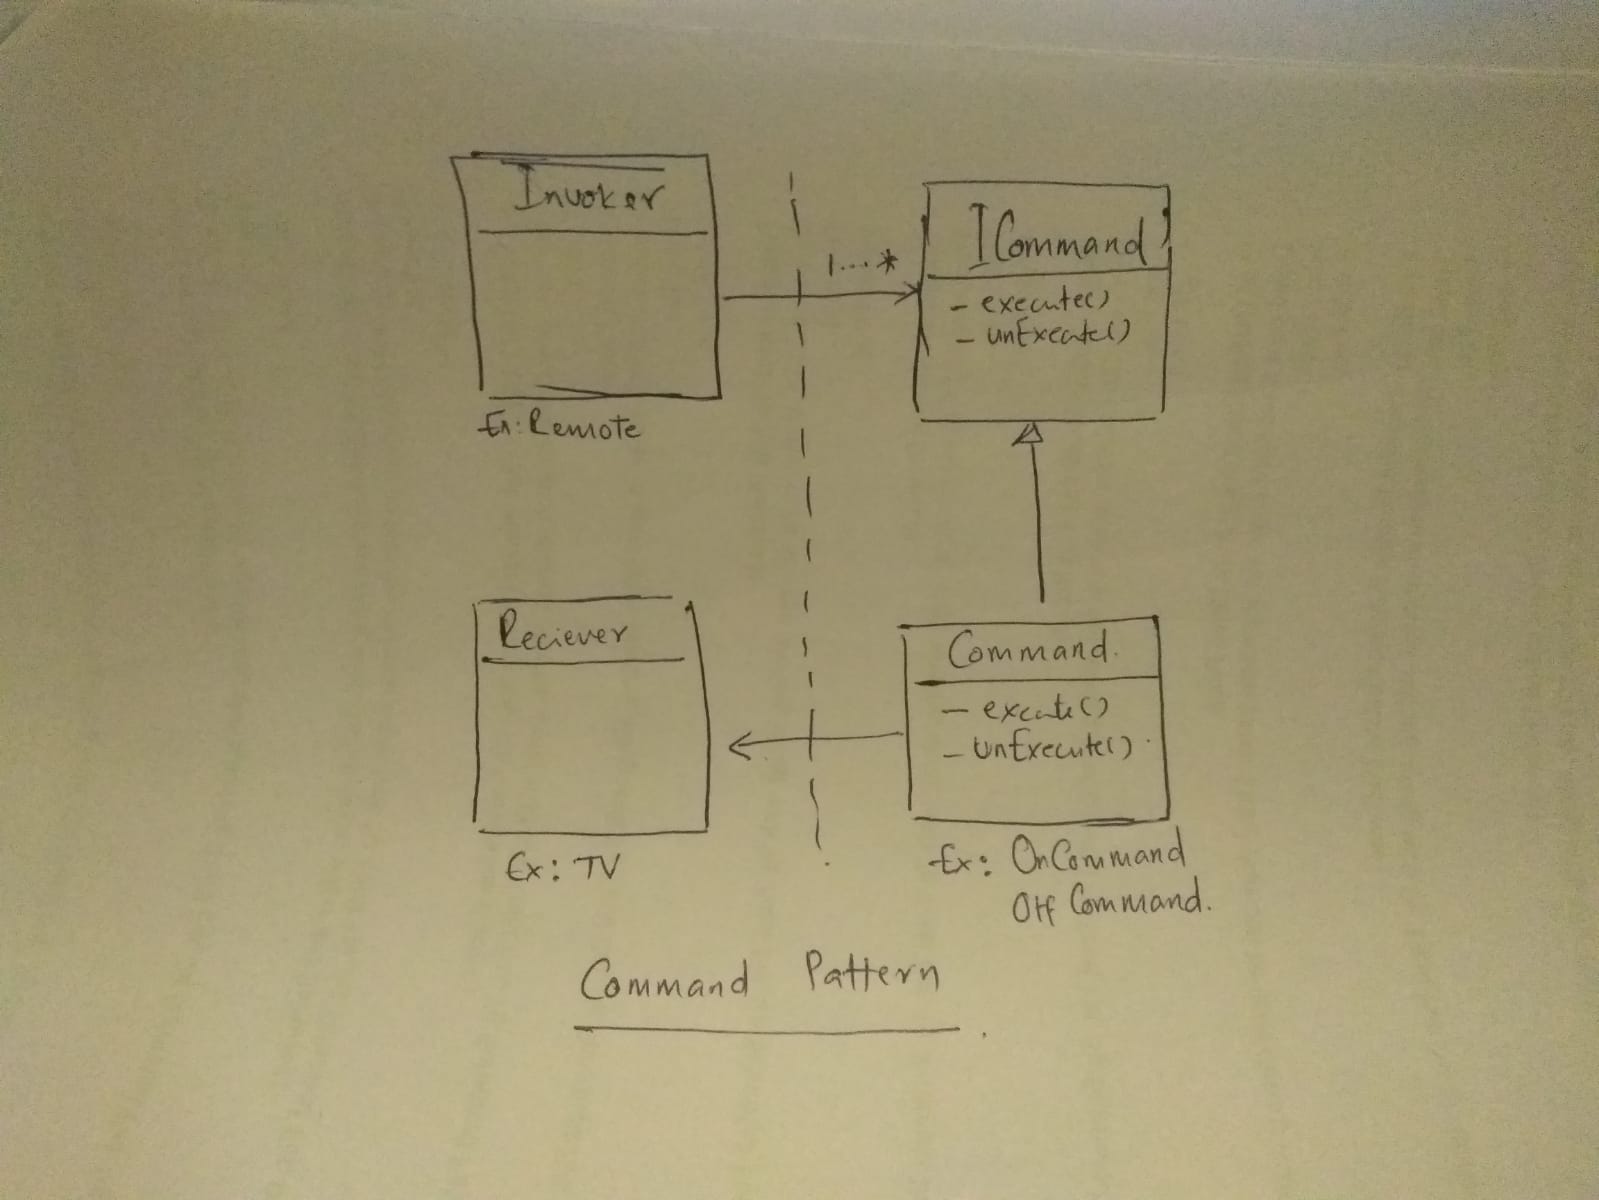 Invoker
Ex: Remote
1...*
ICommand
- execute()
- unExecute()
Reciever
Ex: TV
Command.
- execute()
- unExecute()
Ex: OnCommand
Off Command.
Command Pattern